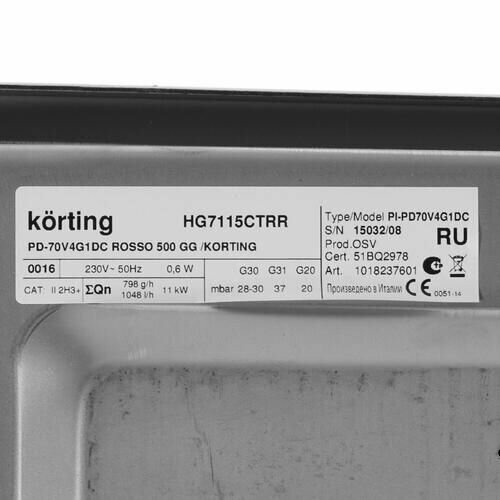 körting HG7115CTRR
PD-70V4G1DC ROSSO 500 GG /KORTING
0016 230V~ 50Hz 0,6 W G30 G31 G20
CAT: II 2H3+ ΣQn 798 g/h 1048 l/h 11 kW mbar 28-30 37 20
Type/Model PI-PD70V4G1DC
S/N 15032/08
Prod.OSV RU
Cert. 51BQ2978
Art. 1018237601
Произведено в Италии CE 0051-14